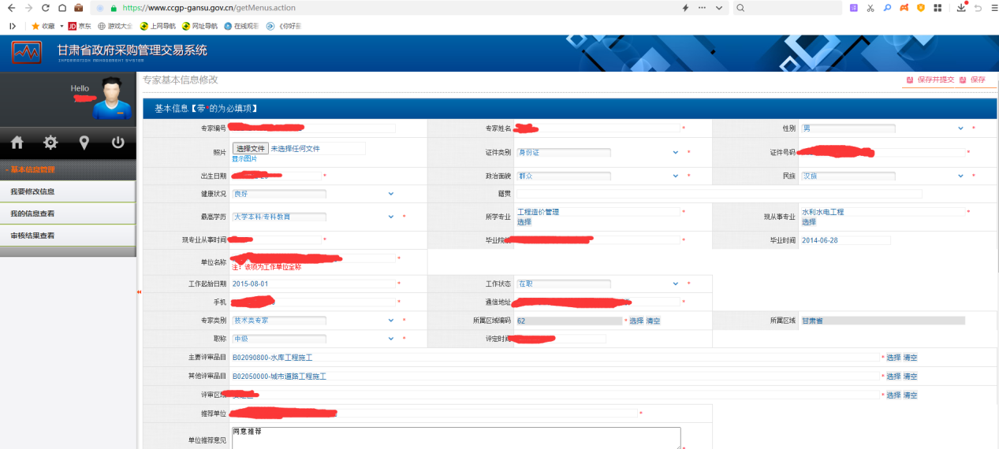 https://www.ccgp-gansu.gov.cn/getMenus.action
收藏 京东 游戏大全 上网导航 网址导航 在线观影 《你好星
甘肃省政府采购管理交易系统
INFORMATION MANAGEMENT SYSTEM
Hello
专家基本信息修改 保存并提交 保存
基本信息【带*的为必填项】
专家编号 专家姓名 * 性别 男 *
照片 选择文件 未选择任何文件 证件类别 身份证 * 证件号码 *
显示图片
- 基本信息管理
出生日期 * 政治面貌 群众 * 民族 汉族 *
我要修改信息
健康状况 良好 籍贯
我的信息查看
最高学历 大学本科/专科教育 * 所学专业 工程造价管理 * 现从事专业 水利水电工程 *
选择 选择
审核结果查看
现专业从事时间 * 毕业院校 * 毕业时间 2014-06-28
单位名称 *
注：该项为工作单位全称
工作起始日期 2015-08-01 * 工作状态 在职 *
手机 * 通信地址 *
专家类别 技术类专家 * 所属区域编码 62 * 选择 清空 所属区域 甘肃省
职称 中级 * 评定时间
主要评审品目 B02090800-水库工程施工 * 选择 清空
其他评审品目 B02050000-城市道路工程施工 * 选择 清空
评审区域 * 选择 清空
推荐单位 *
单位推荐意见 同意推荐 *